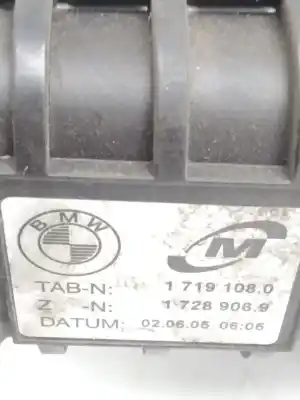 BMW
M
TAB-N: 1 719 108.0
Z -N: 1 728 906.9
DATUM: 02.06.05 06:05